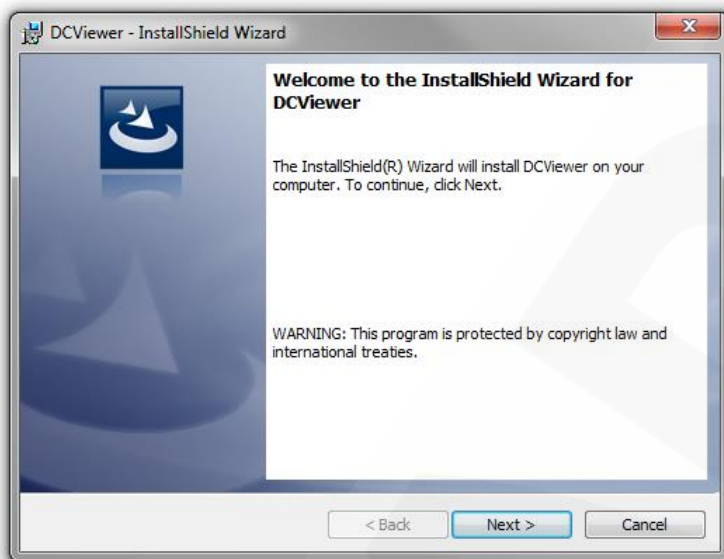 DCViewer - InstallShield Wizard
Welcome to the InstallShield Wizard for
DCViewer
The InstallShield(R) Wizard will install DCViewer on your
computer. To continue, click Next.
WARNING: This program is protected by copyright law and
international treaties.
< Back
Next >
Cancel